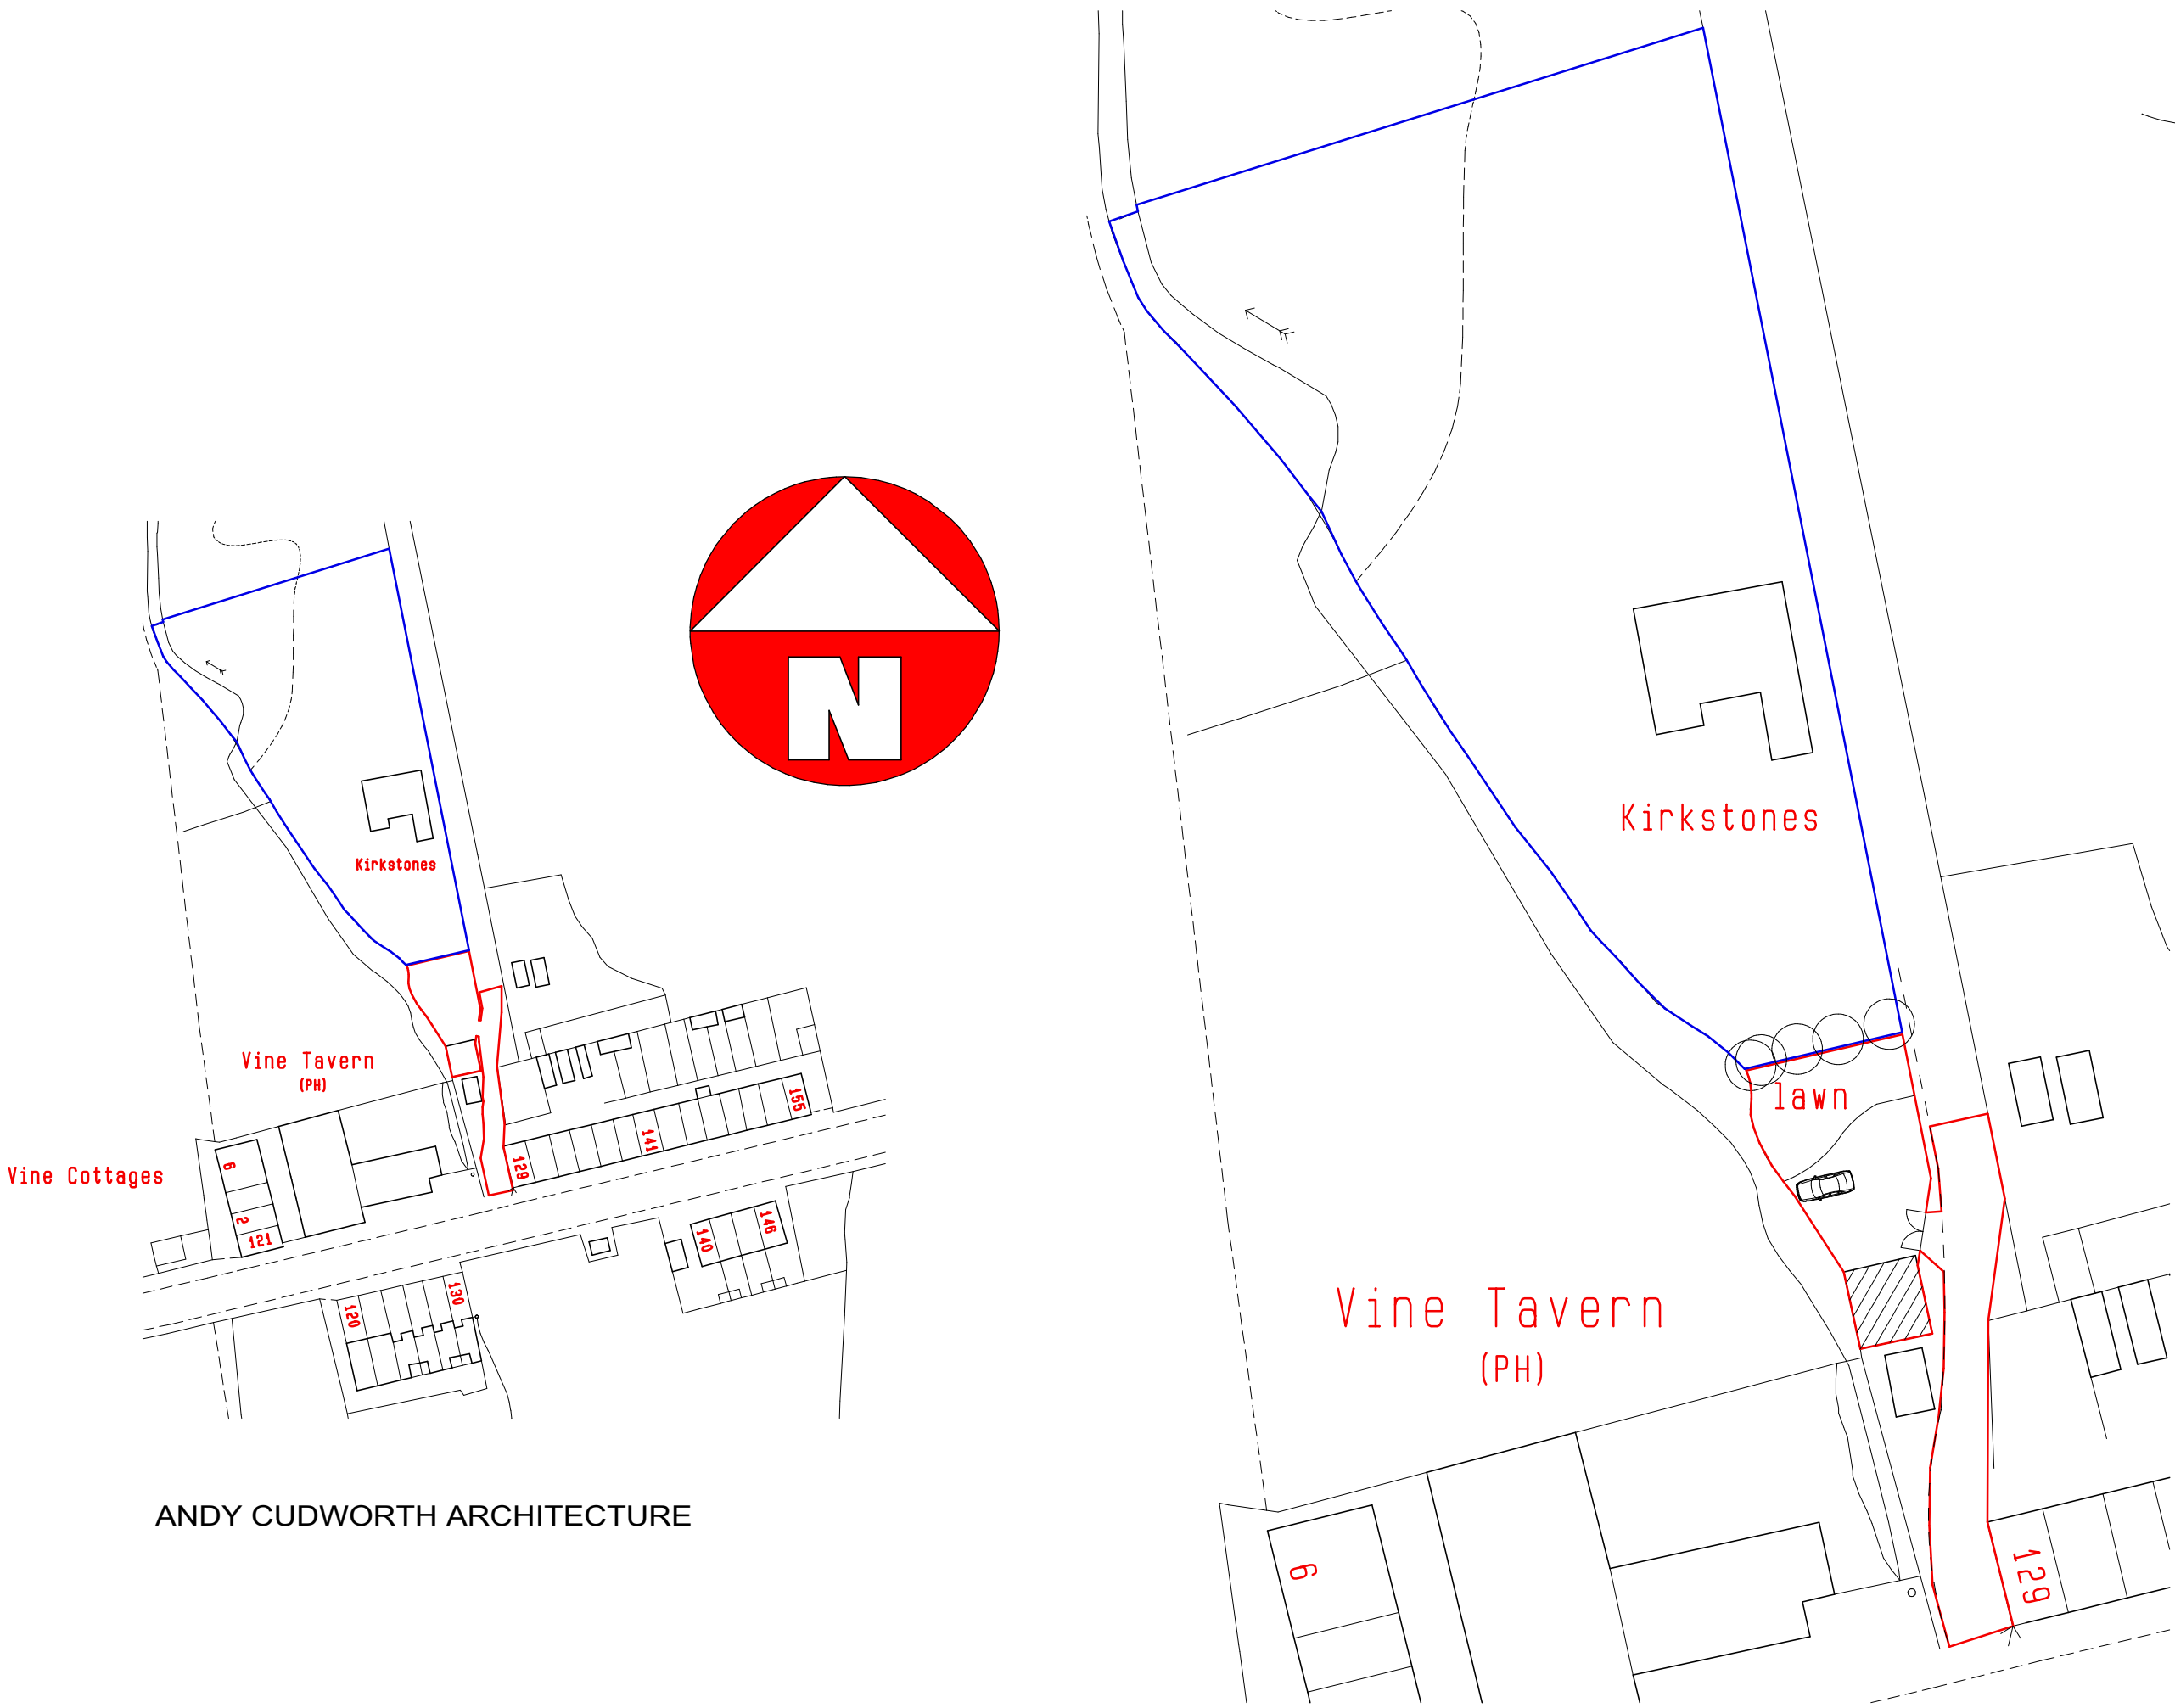 Kirkstones
Vine Tavern
(PH)
Vine Cottages
6
2
121
129
141
155
120
130
140
146
N
ANDY CUDWORTH ARCHITECTURE
Kirkstones
lawn
Vine Tavern
(PH)
6
129